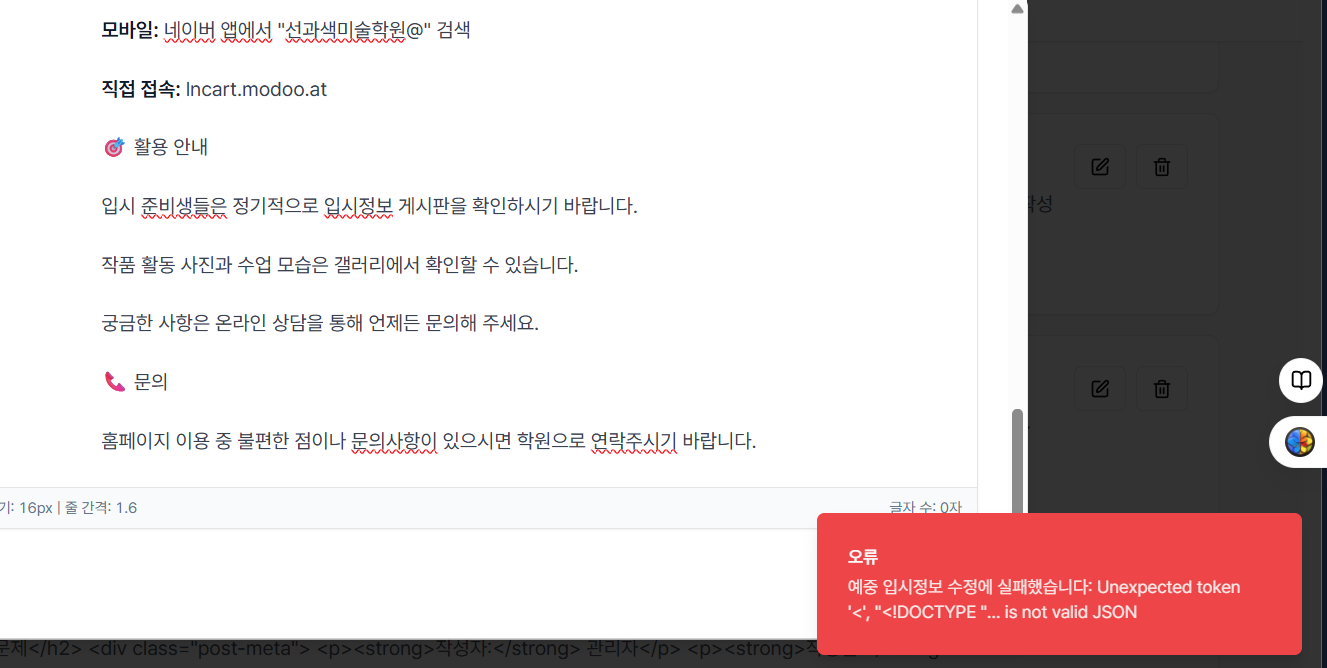 모바일: 네이버 앱에서 "선과색미술학원@" 검색
직접 접속: lncart.modoo.at
🎯 활용 안내
입시 준비생들은 정기적으로 입시정보 게시판을 확인하시기 바랍니다.
작품 활동 사진과 수업 모습은 갤러리에서 확인할 수 있습니다.
궁금한 사항은 온라인 상담을 통해 언제든 문의해 주세요.
📞 문의
홈페이지 이용 중 불편한 점이나 문의사항이 있으시면 학원으로 연락주시기 바랍니다.
기: 16px | 줄 간격: 1.6
글자 수: 0자
오류
예중 입시정보 수정에 실패했습니다: Unexpected token
'<', "<!DOCTYPE "... is not valid JSON
문제</h2> <div class="post-meta"> <p><strong>작성자:</strong> 관리자</p> <p><strong>